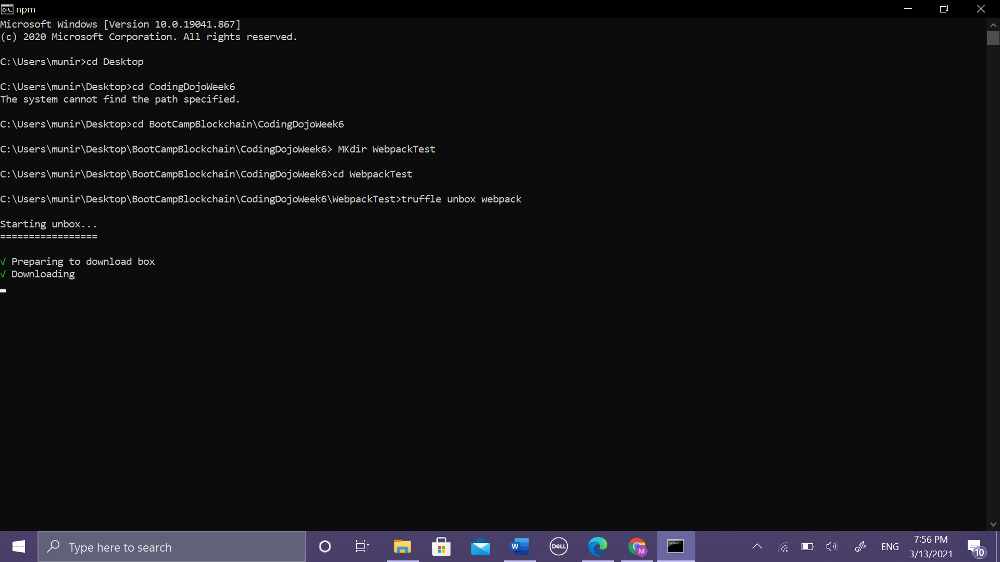 npm
Microsoft Windows [Version 10.0.19041.867]
(c) 2020 Microsoft Corporation. All rights reserved.
C:\Users\munir>cd Desktop
C:\Users\munir\Desktop>cd CodingDojoWeek6
The system cannot find the path specified.
C:\Users\munir\Desktop>cd BootCampBlockchain\CodingDojoWeek6
C:\Users\munir\Desktop\BootCampBlockchain\CodingDojoWeek6> MKdir WebpackTest
C:\Users\munir\Desktop\BootCampBlockchain\CodingDojoWeek6>cd WebpackTest
C:\Users\munir\Desktop\BootCampBlockchain\CodingDojoWeek6\WebpackTest>truffle unbox webpack
Starting unbox...
=================
√ Preparing to download box
√ Downloading
Type here to search
W
DELL
M
ENG
7:56 PM
3/13/2021
10